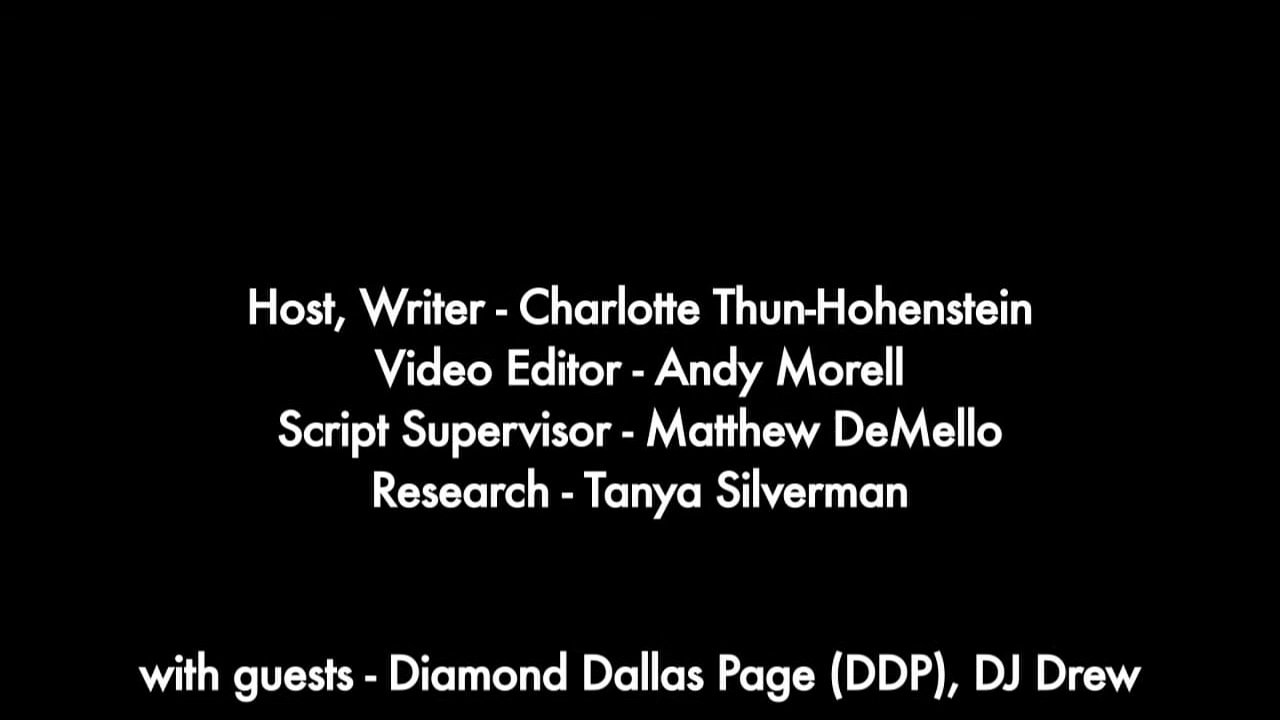 Host, Writer - Charlotte Thun-Hohenstein
Video Editor - Andy Morell
Script Supervisor - Matthew DeMello
Research - Tanya Silverman
with guests - Diamond Dallas Page (DDP), DJ Drew